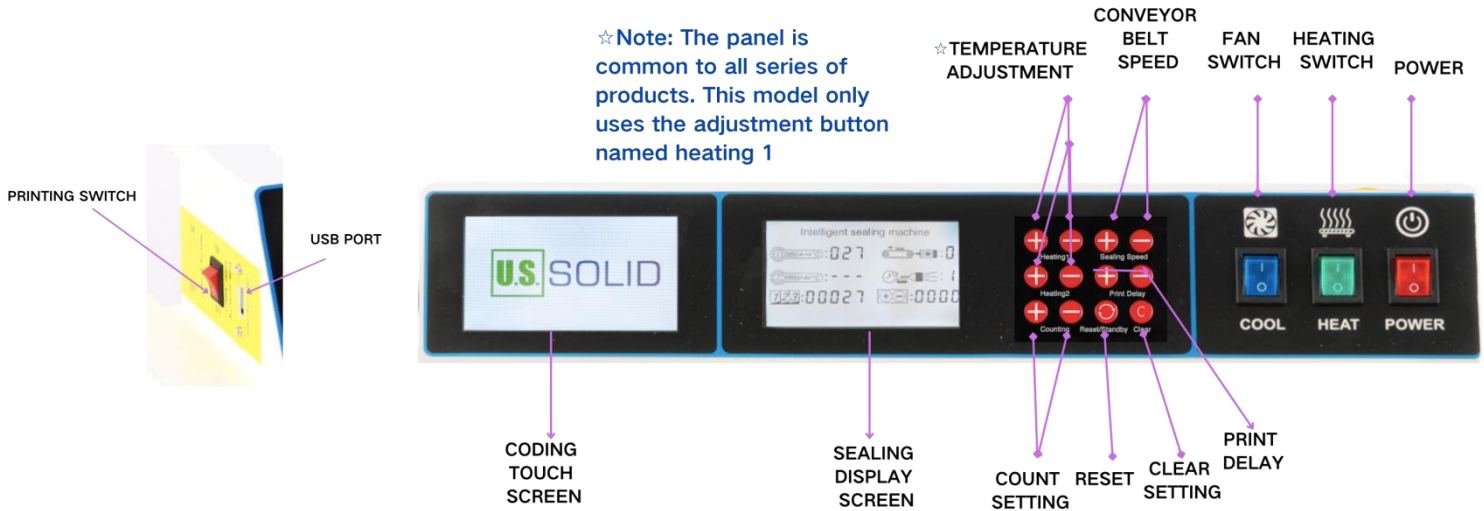 ☆Note: The panel is
common to all series of
products. This model only
uses the adjustment button
named heating 1
☆TEMPERATURE
ADJUSTMENT
CONVEYOR
BELT
SPEED
FAN
SWITCH
HEATING
SWITCH
POWER
PRINTING SWITCH
USB PORT
U.S. SOLID
Intelligent sealing machine
:027
:0
:---
:1
123:00027
:0000
Heating1
Sealing Speed
Heating2
Print Delay
Counting
Reset/Standby
Clear
C
COOL
HEAT
POWER
CODING
TOUCH
SCREEN
SEALING
DISPLAY
SCREEN
COUNT
SETTING
RESET
CLEAR
SETTING
PRINT
DELAY